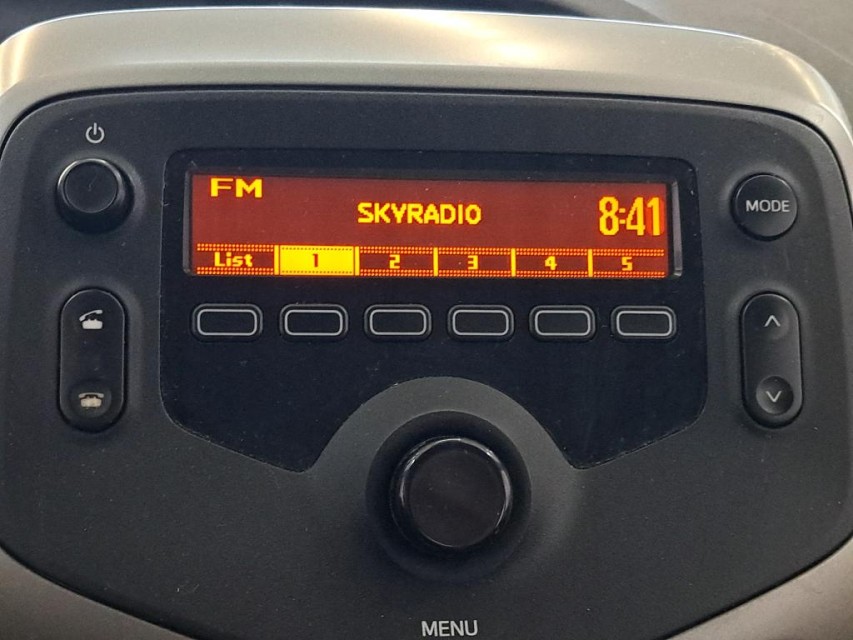 FM
SKYRADIO
8:41
List 1 2 3 4 5
MODE
MENU